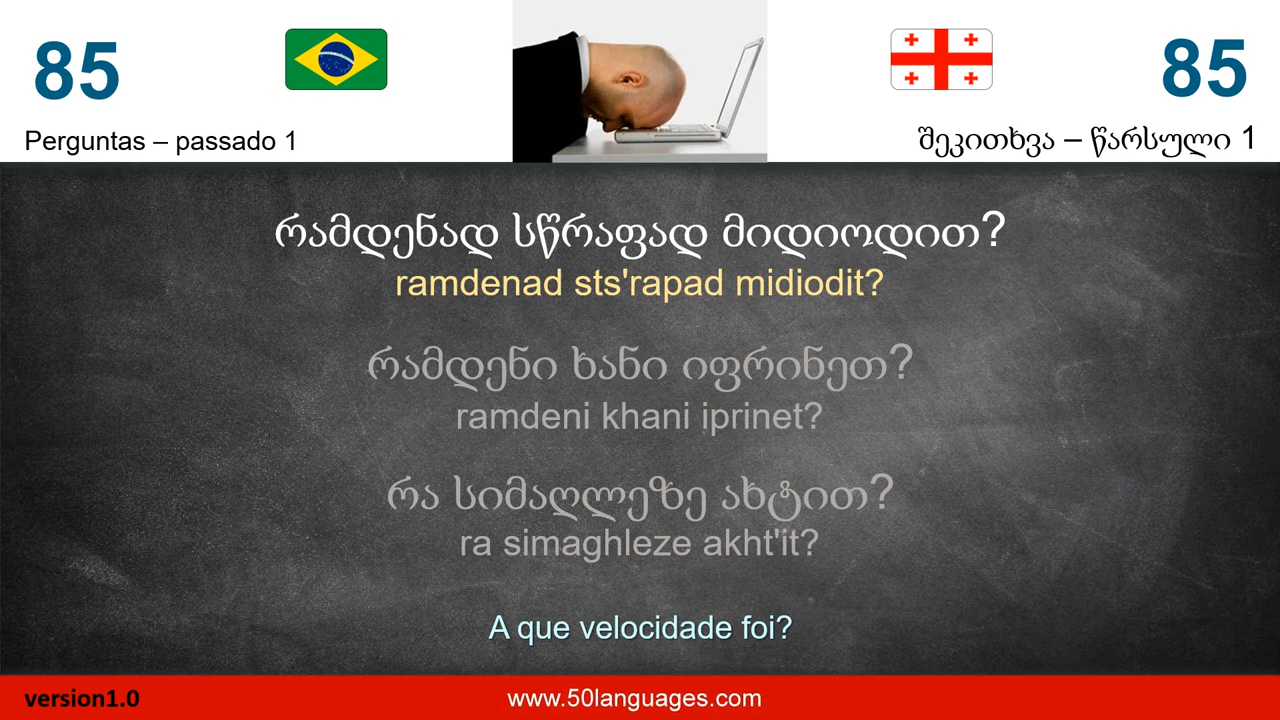 85
85
Perguntas – passado 1
შეკითხვა – წარსული 1
რამდენად სწრაფად მიდიოდით?
ramdenad sts'rapad midiodit?
რამდენი ხანი იფრინეთ?
ramdeni khani iprinet?
რა სიმაღლეზე ახტით?
ra simaghleze akht'it?
A que velocidade foi?
version1.0
www.50languages.com